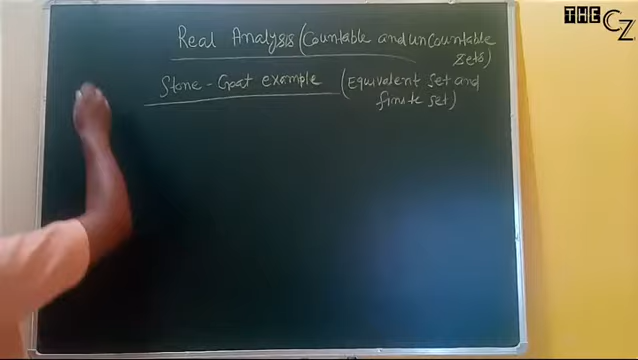 THE CZ
Real Analysis (Countable and uncountable
sets)
Stone - Goat example (Equivalent set and
finite set)